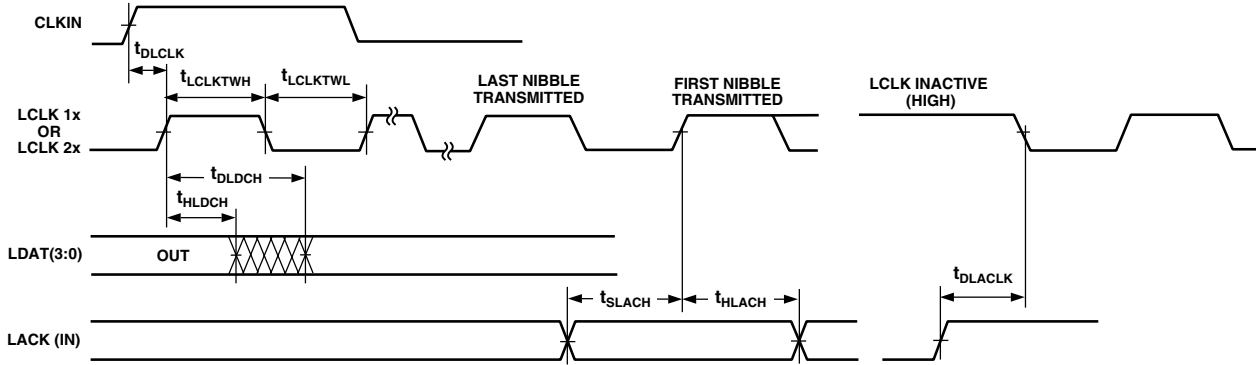 CLKIN
tDLCLK
tLCLKTWH
tLCLKTWL
LAST NIBBLE
TRANSMITTED
FIRST NIBBLE
TRANSMITTED
LCLK INACTIVE
(HIGH)
LCLK 1x
OR
LCLK 2x
tDLDCH
tHLDCH
LDAT(3:0)
OUT
tSLACH
tHLACH
tDLACLK
LACK (IN)